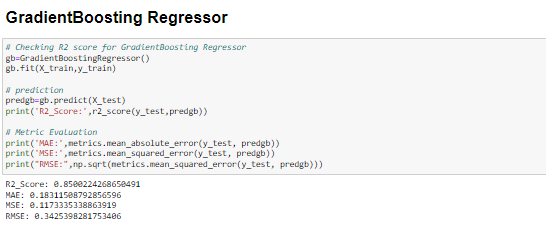 GradientBoosting Regressor
# Checking R2 score for GradientBoosting Regressor
gb=GradientBoostingRegressor()
gb.fit(X_train,y_train)
# prediction
predgb=gb.predict(X_test)
print('R2_Score:',r2_score(y_test,predgb))
# Metric Evaluation
print('MAE:',metrics.mean_absolute_error(y_test, predgb))
print('MSE:',metrics.mean_squared_error(y_test, predgb))
print("RMSE:",np.sqrt(metrics.mean_squared_error(y_test, predgb)))
R2_Score: 0.8500224268650491
MAE: 0.18311508792856596
MSE: 0.1173335338863919
RMSE: 0.3425398281753406